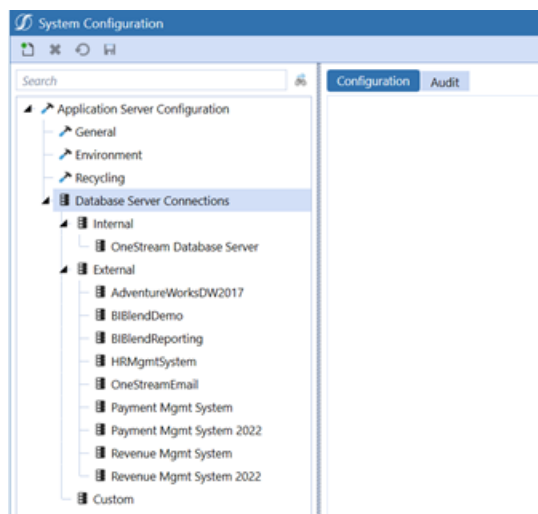 System Configuration
Search
Configuration Audit
Application Server Configuration
General
Environment
Recycling
Database Server Connections
Internal
OneStream Database Server
External
AdventureWorksDW2017
BIBlendDemo
BIBlendReporting
HRMgmtSystem
OneStreamEmail
Payment Mgmt System
Payment Mgmt System 2022
Revenue Mgmt System
Revenue Mgmt System 2022
Custom